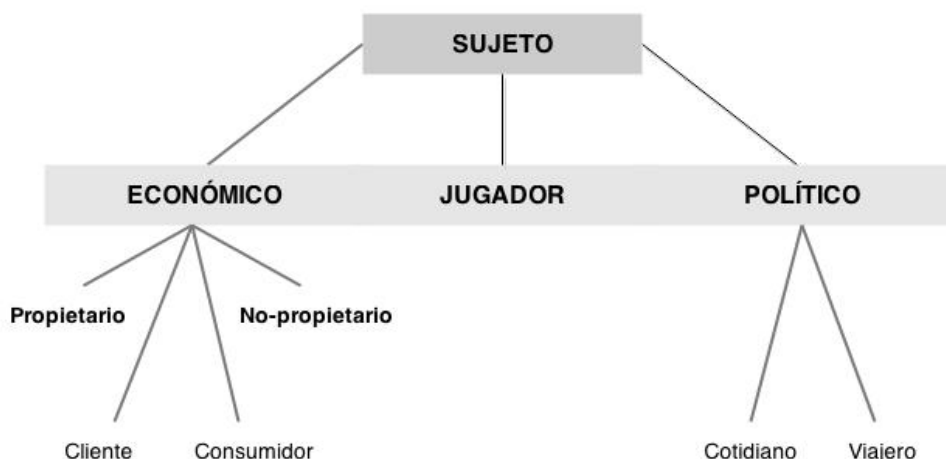 SUJETO
ECONÓMICO JUGADOR POLÍTICO
Propietario No-propietario
Cliente Consumidor Cotidiano Viajero